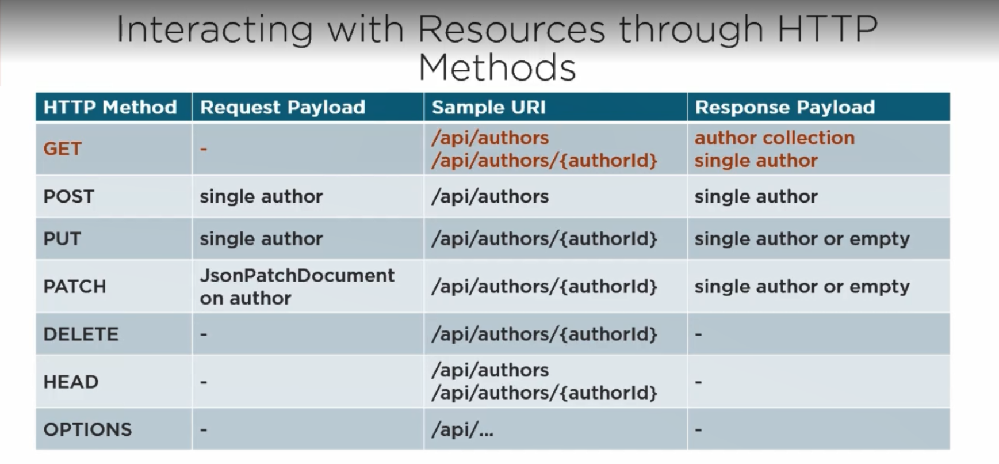 Interacting with Resources through HTTP
Methods
HTTP Method Request Payload Sample URI Response Payload
GET - /api/authors author collection
/api/authors/{authorId} single author
POST single author /api/authors single author
PUT single author /api/authors/{authorId} single author or empty
PATCH JsonPatchDocument /api/authors/{authorId} single author or empty
on author
DELETE - /api/authors/{authorId} -
HEAD - /api/authors -
/api/authors/{authorId}
OPTIONS - /api/... -